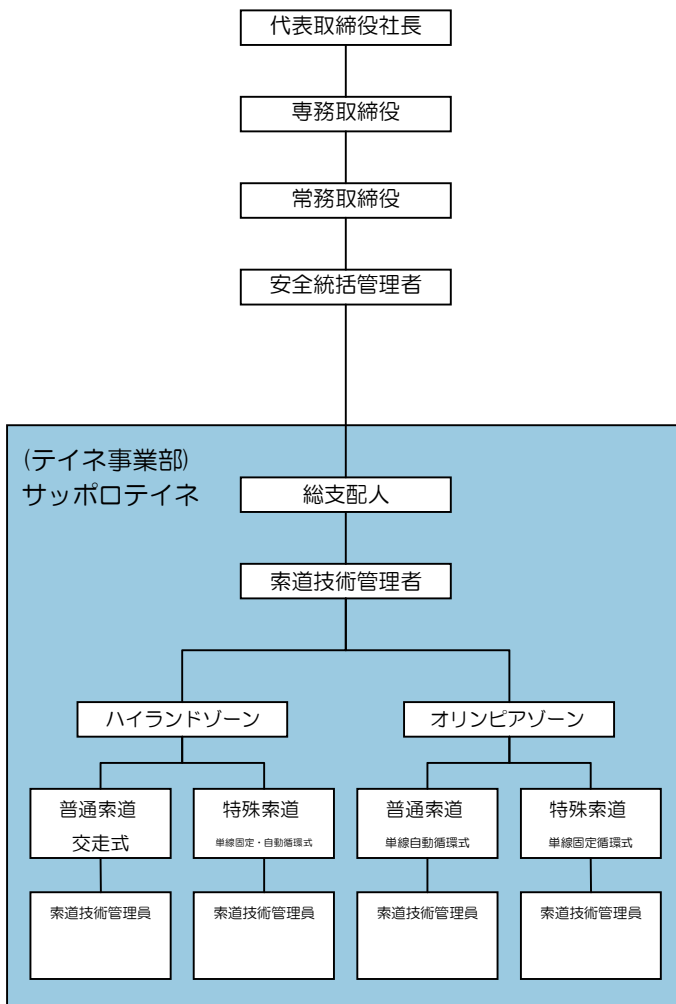 代表取締役社長
専務取締役
常務取締役
安全統括管理者
(テイネ事業部)
サッポロテイネ
総支配人
索道技術管理者
ハイランドゾーン
オリンピアゾーン
普通索道
交走式
特殊索道
単線固定・自動循環式
普通索道
単線自動循環式
特殊索道
単線固定循環式
索道技術管理員
索道技術管理員
索道技術管理員
索道技術管理員